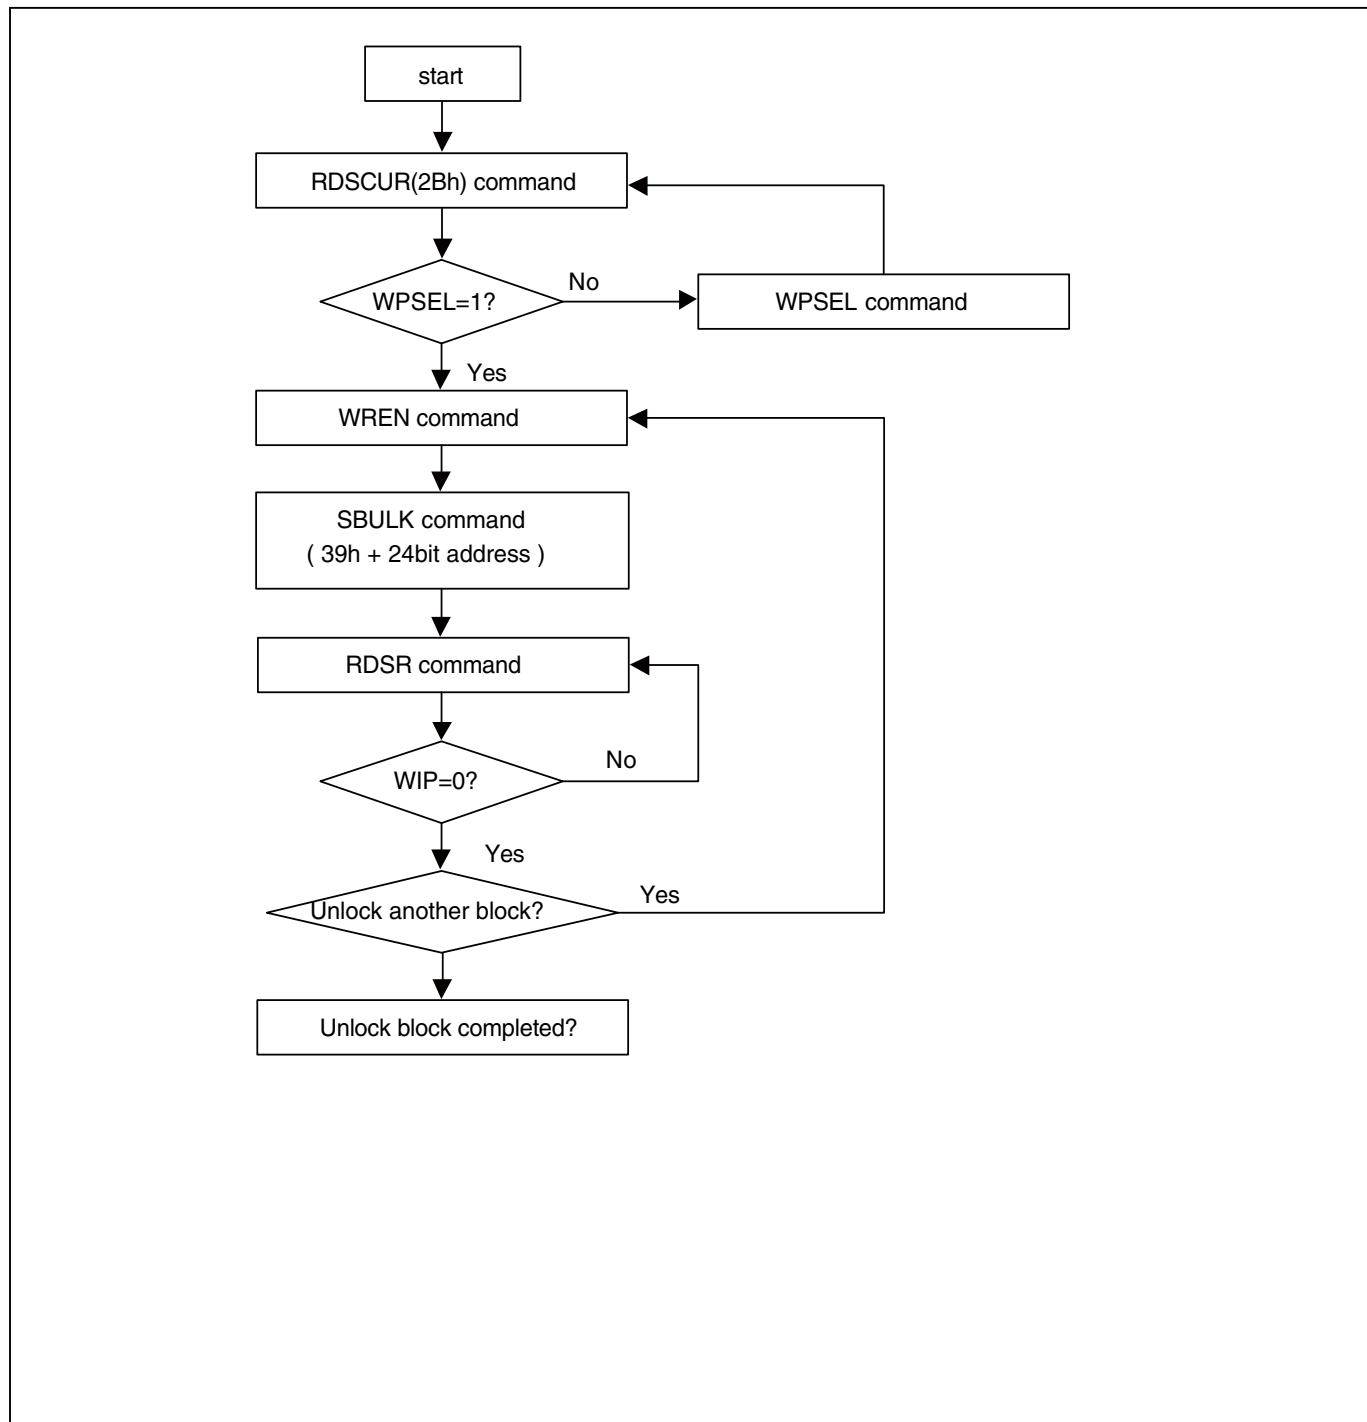 start
RDSCUR(2Bh) command
WPSEL=1?
No
WPSEL command
Yes
WREN command
SBULK command
( 39h + 24bit address )
RDSR command
WIP=0?
No
Yes
Unlock another block?
Yes
Unlock block completed?